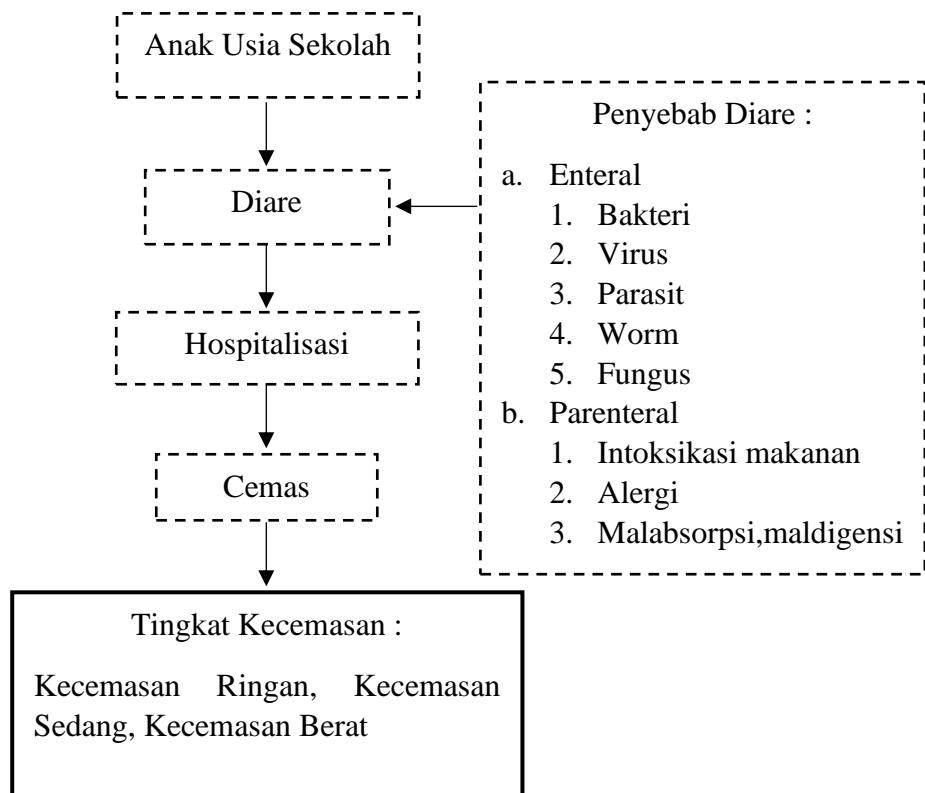 Anak Usia Sekolah
Diare
Hospitalisasi
Cemas
Tingkat Kecemasan :
Kecemasan Ringan, Kecemasan
Sedang, Kecemasan Berat
Penyebab Diare :
a. Enteral
1. Bakteri
2. Virus
3. Parasit
4. Worm
5. Fungus
b. Parenteral
1. Intoksikasi makanan
2. Alergi
3. Malabsorpsi,maldigensi